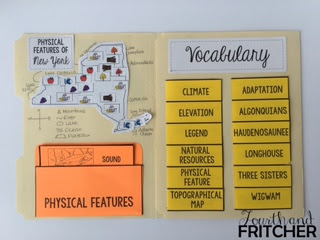 PHYSICAL
FEATURES OF
New York
SOUND
PHYSICAL FEATURES
Vocabulary
CLIMATE
ELEVATION
LEGEND
NATURAL
RESOURCES
PHYSICAL
FEATURE
TOPOGRAPHICAL
MAP
ADAPTATION
ALGONQUIANS
HAUDENOSAUNEE
LONGHOUSE
THREE SISTERS
WIGWAM
Fourth and
FRITCHER